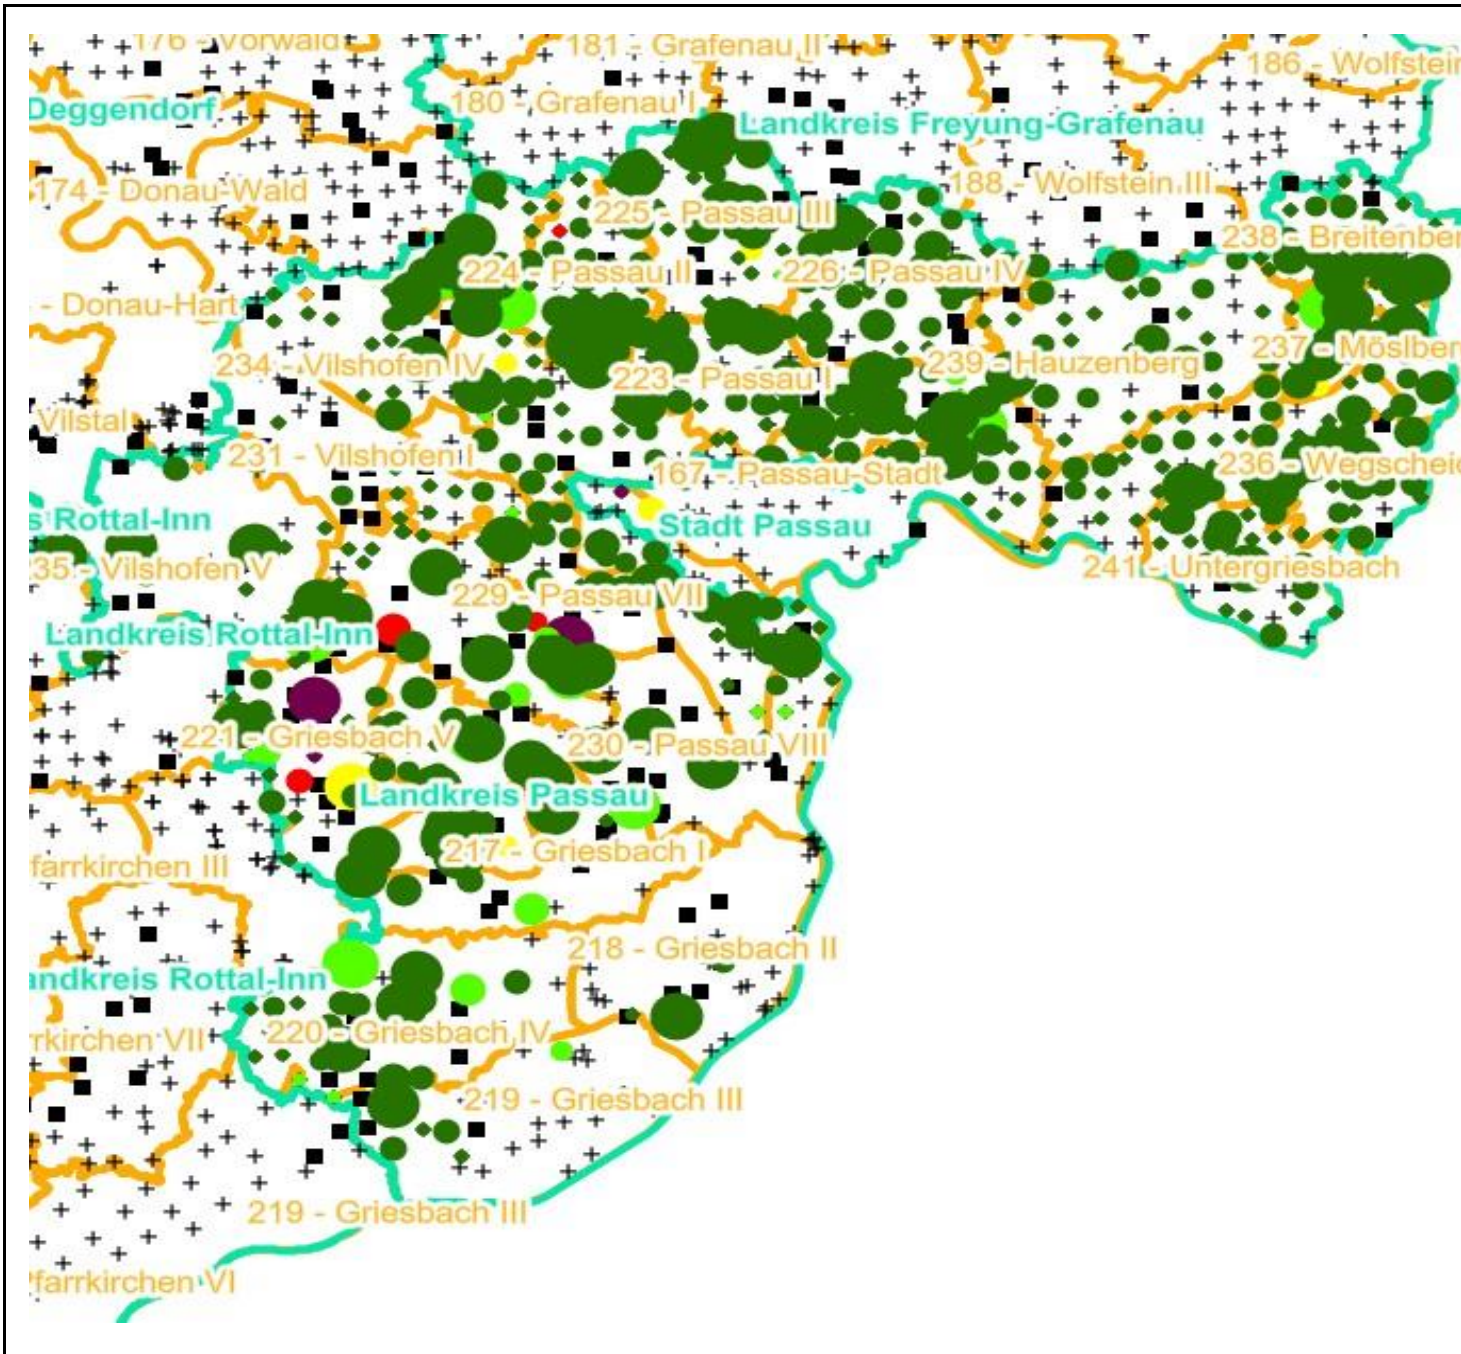 176 - Vorwald
181 - Grafenau II
186 - Wolfstein
180 - Grafenau I
Deggendorf
Landkreis Freyung-Grafenau
174 - Donau-Wald
188 - Wolfstein III
225 - Passau III
238 - Breitenber
224 - Passau II
226 - Passau IV
- Donau-Hart
234 - Vilshofen IV
239 - Hauzenberg
237 - Möslber
223 - Passau I
Vilstal
231 - Vilshofen I
167 - Passau-Stadt
236 - Wegscheid
s Rottal-Inn
Stadt Passau
35 - Vilshofen V
241 - Untergriesbach
229 - Passau VII
Landkreis Rottal-Inn
221 - Griesbach V
230 - Passau VIII
Landkreis Passau
217 - Griesbach I
farrkirchen III
218 - Griesbach II
andkreis Rottal-Inn
220 - Griesbach IV
rrkirchen VII
219 - Griesbach III
219 - Griesbach III
Pfarrkirchen VI